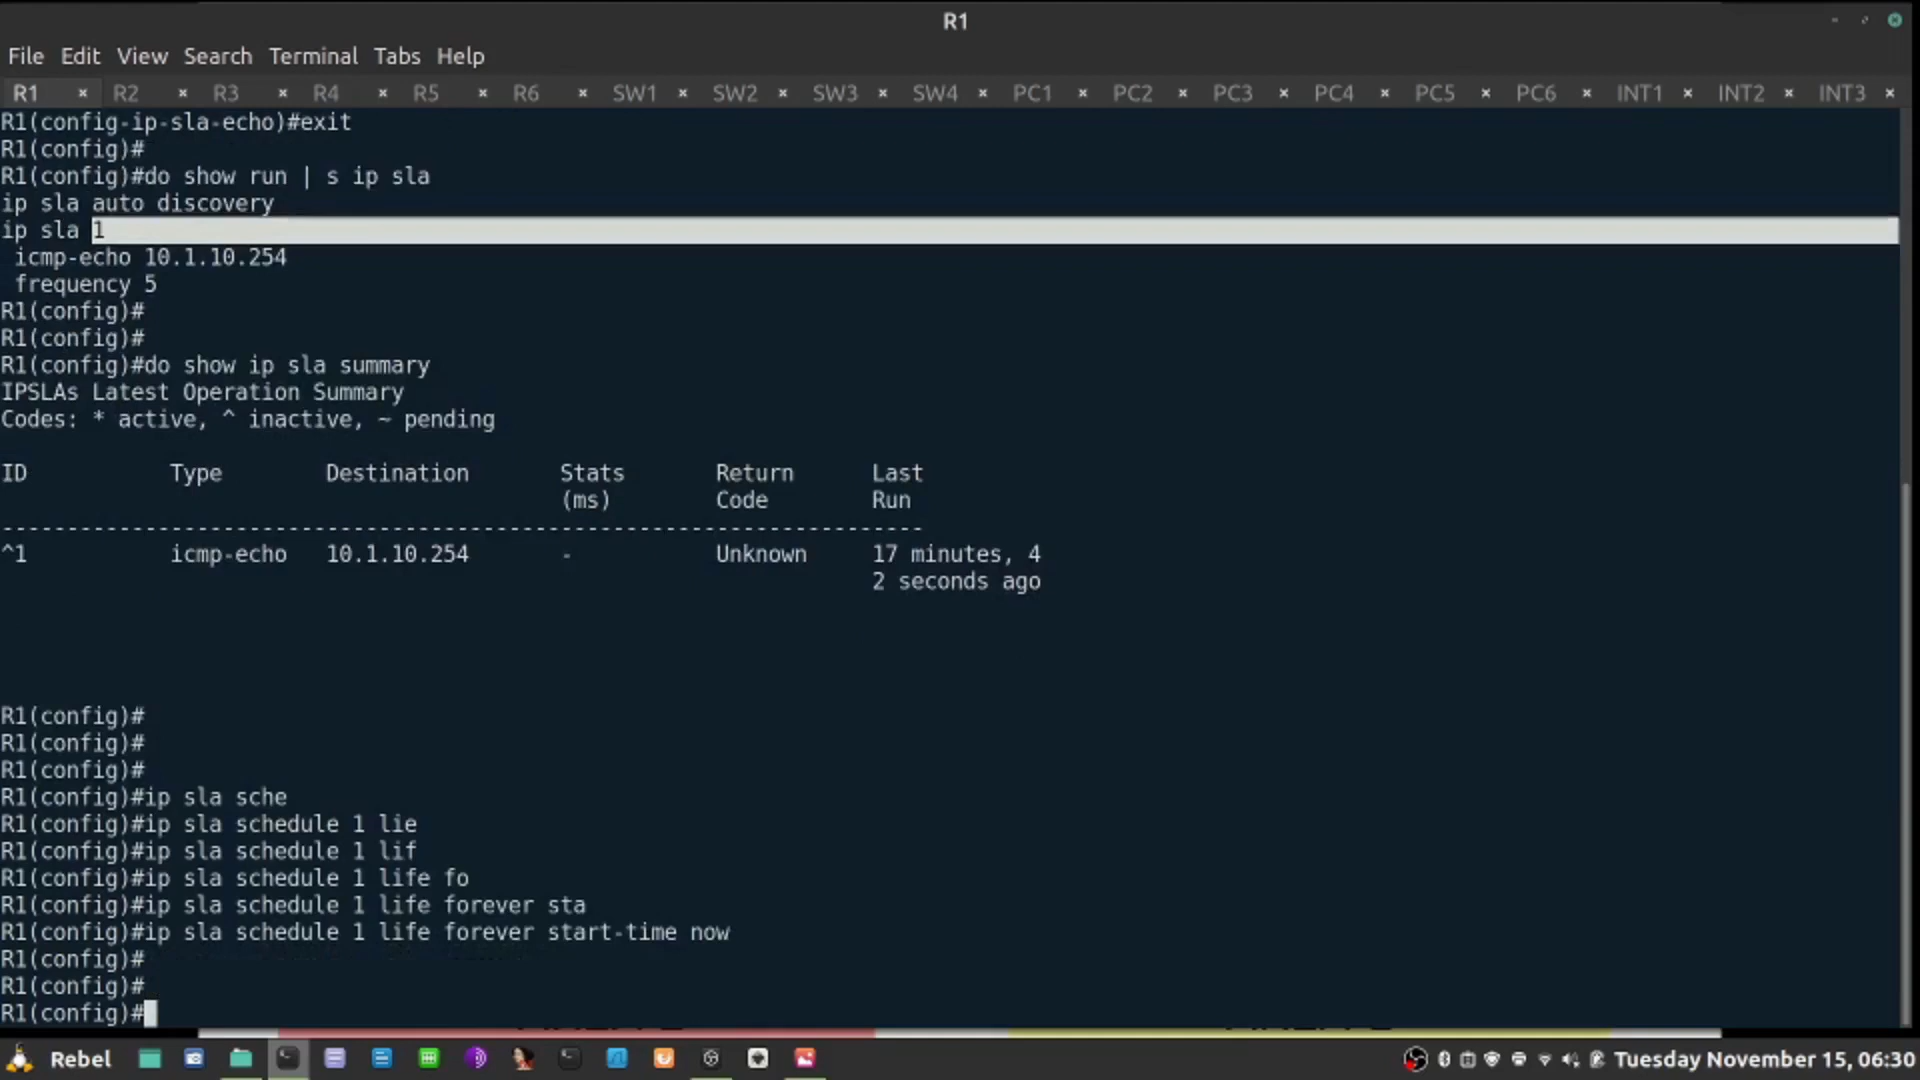 R1
File Edit View Search Terminal Tabs Help
R1 × R2 × R3 × R4 × R5 × R6 × SW1 × SW2 × SW3 × SW4 × PC1 × PC2 × PC3 × PC4 × PC5 × PC6 × INT1 × INT2 × INT3 ×
R1(config-ip-sla-echo)#exit
R1(config)#
R1(config)#do show run | s ip sla
ip sla auto discovery
ip sla 1
icmp-echo 10.1.10.254
frequency 5
R1(config)#
R1(config)#
R1(config)#do show ip sla summary
IPSLAs Latest Operation Summary
Codes: * active, ^ inactive, ~ pending
ID Type Destination Stats Return Last
(ms) Code Run
-----------------------------------------------------------------------
^1 icmp-echo 10.1.10.254 - Unknown 17 minutes, 4
2 seconds ago
R1(config)#
R1(config)#
R1(config)#
R1(config)#ip sla sche
R1(config)#ip sla schedule 1 lie
R1(config)#ip sla schedule 1 lif
R1(config)#ip sla schedule 1 life fo
R1(config)#ip sla schedule 1 life forever sta
R1(config)#ip sla schedule 1 life forever start-time now
R1(config)#
R1(config)#
R1(config)#
Rebel Tuesday November 15, 06:30